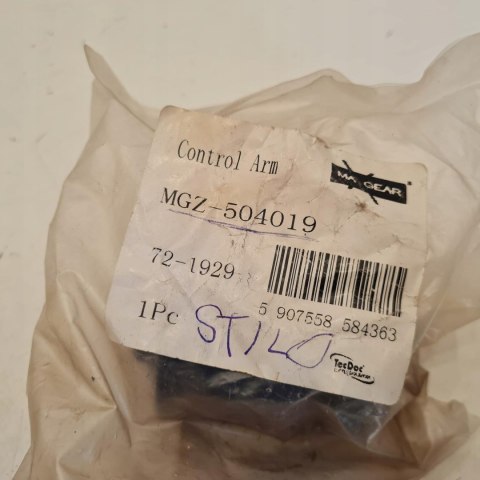 Control Arm
MAXGEAR
MGZ-504019
72-1929
5 907558 584363
1Pc
STILO
TecDoc